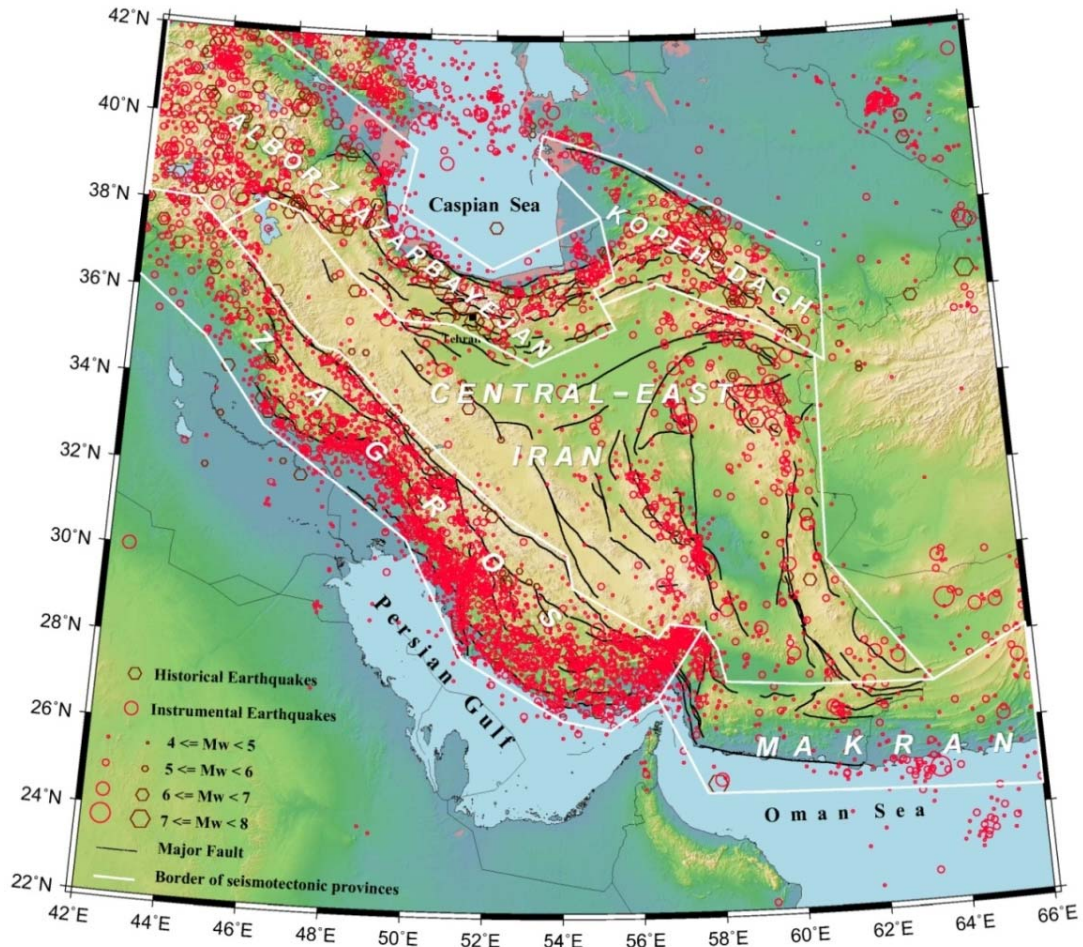 42°N
40°N
38°N
36°N
34°N
32°N
30°N
28°N
26°N
24°N
22°N
42°E
44°E
46°E
48°E
50°E
52°E
54°E
56°E
58°E
60°E
62°E
64°E
66°E
ALBORZ-AZARBAYEJAN
Caspian Sea
KOPEH-DAGH
Tehran
ZAGROS
CENTRAL-EAST
IRAN
Persian Gulf
MAKRAN
Oman Sea
Historical Earthquakes
Instrumental Earthquakes
4 <= Mw < 5
5 <= Mw < 6
6 <= Mw < 7
7 <= Mw < 8
Major Fault
Border of seismotectonic provinces